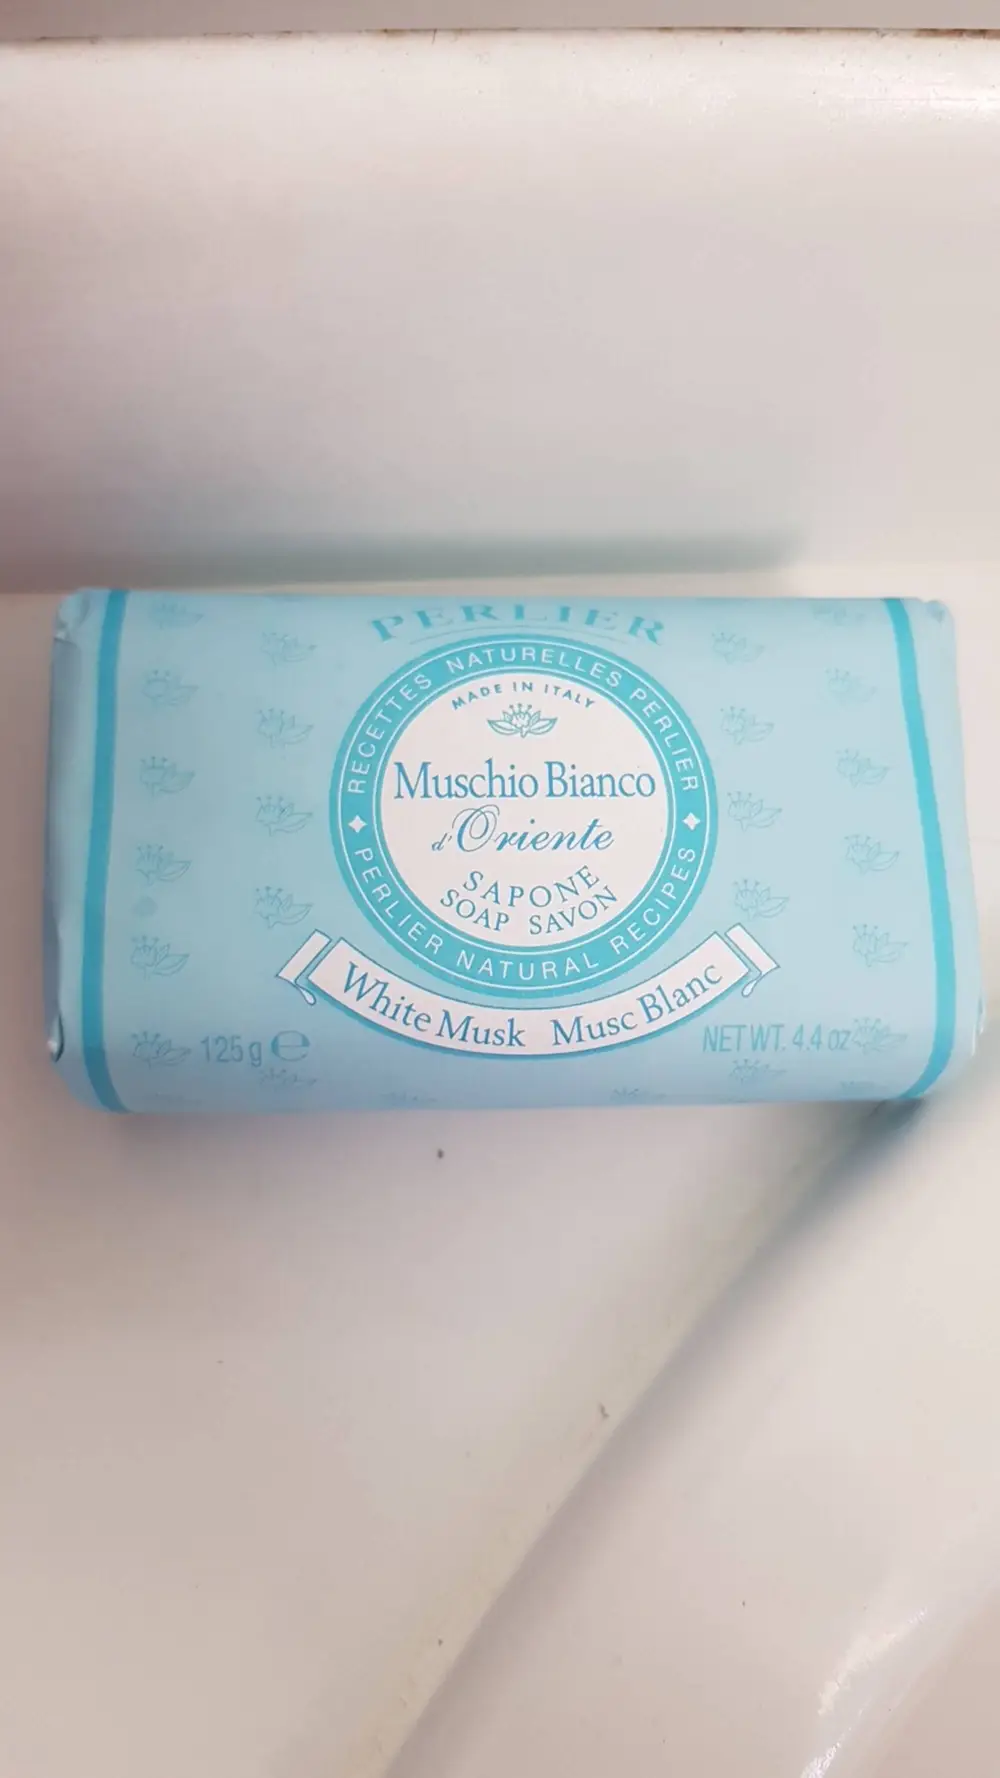 PERLIER
RECETTES NATURELLES PERLIER
MADE IN ITALY
Muschio Bianco
d'Oriente
SAPONE
SOAP SAVON
PERLIER NATURAL RECIPES
White Musk Musc Blanc
125 g e
NET WT. 4.4 oz